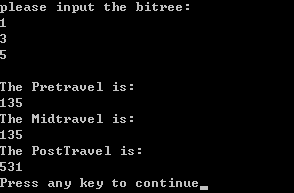 please input the bitree:
1
3
5
The Pretravel is:
135
The Midtravel is:
135
The PostTravel is:
531
Press any key to continue_